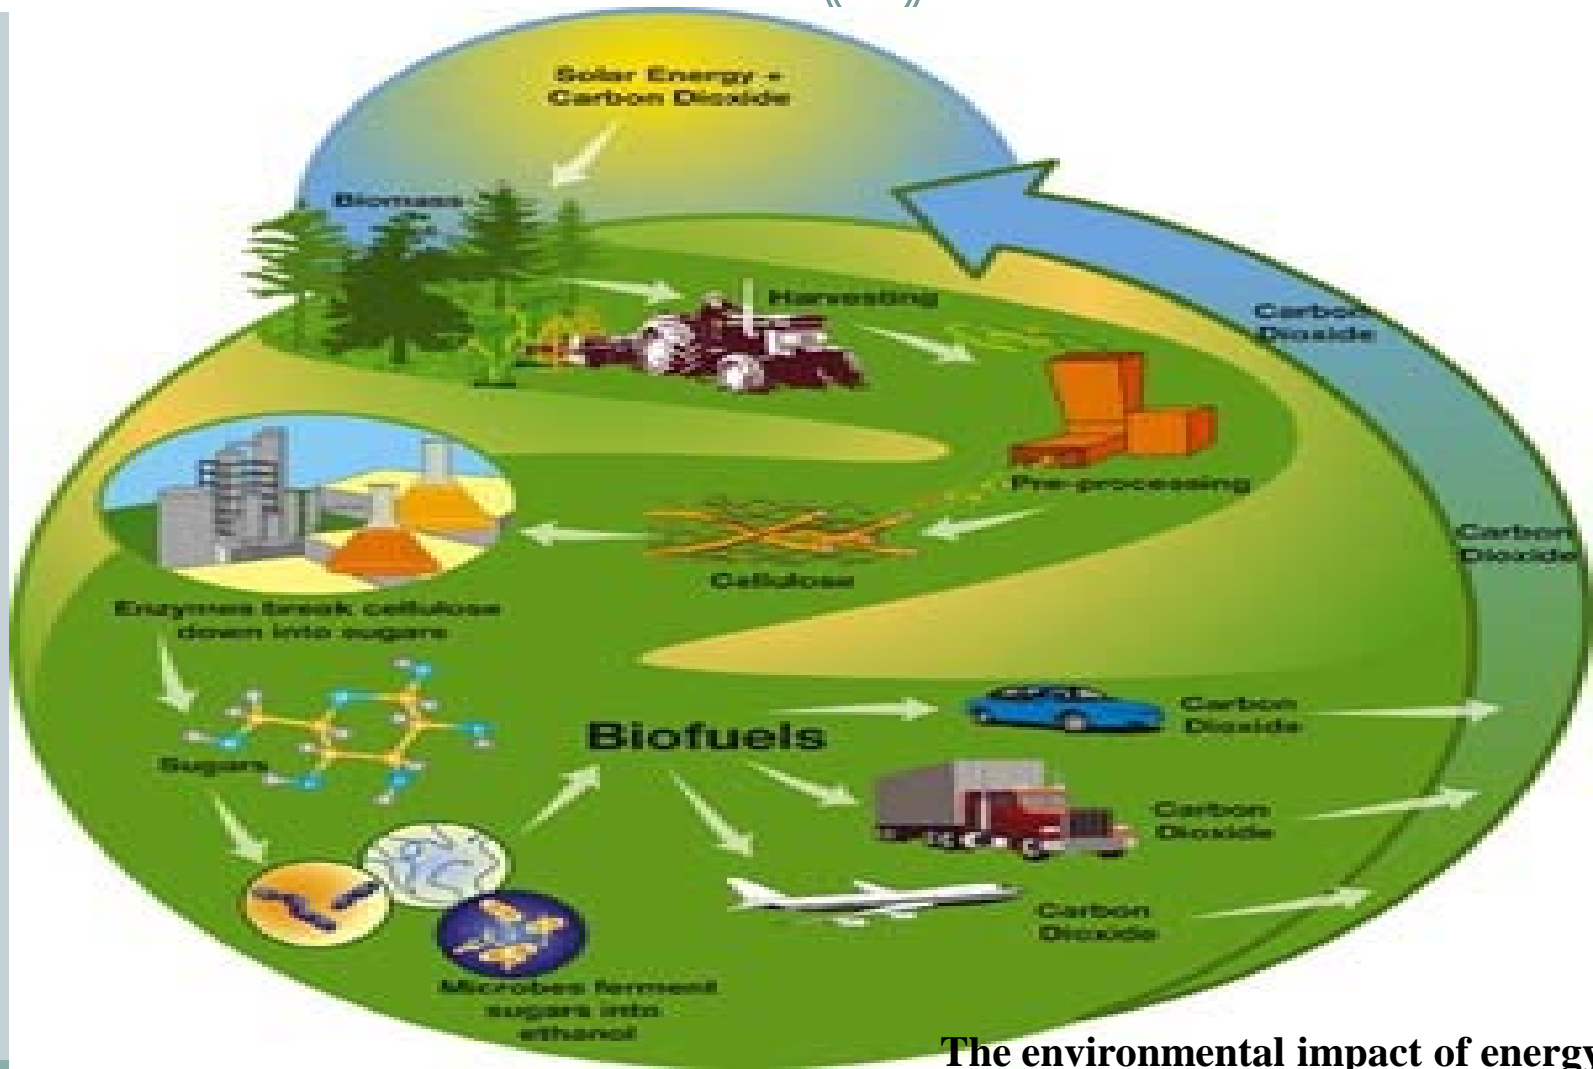 Solar Energy +
Carbon Dioxide
Biomass
Harvesting
Carbon
Dioxide
Pre-processing
Carbon
Dioxide
Cellulose
Enzymes break cellulose
down into sugars
Sugars
Biofuels
Carbon
Dioxide
Carbon
Dioxide
Carbon
Dioxide
Microbes ferment
sugars into
ethanol
The environmental impact of energy